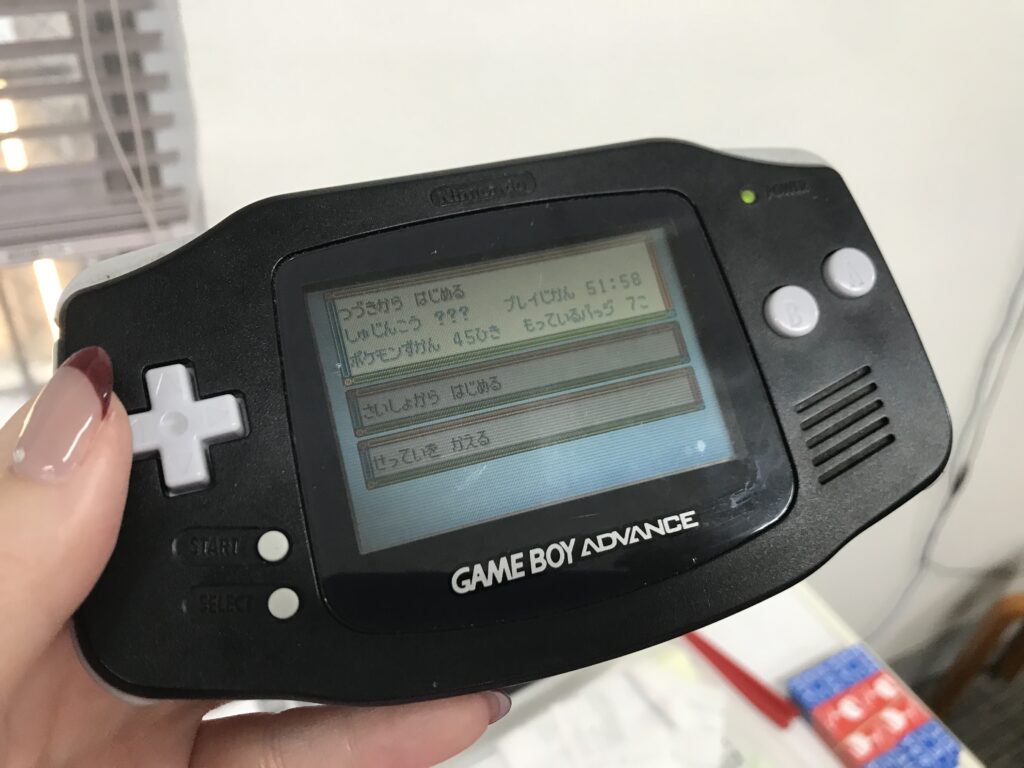 Nintendo
POWER
つづきから はじめる
しゅじんこう ??? プレイじかん 51:58
ポケモンずかん 45ひき もっているバッジ 7こ
さいしょから はじめる
せっていを かえる
A
B
START
SELECT
GAME BOY ADVANCE